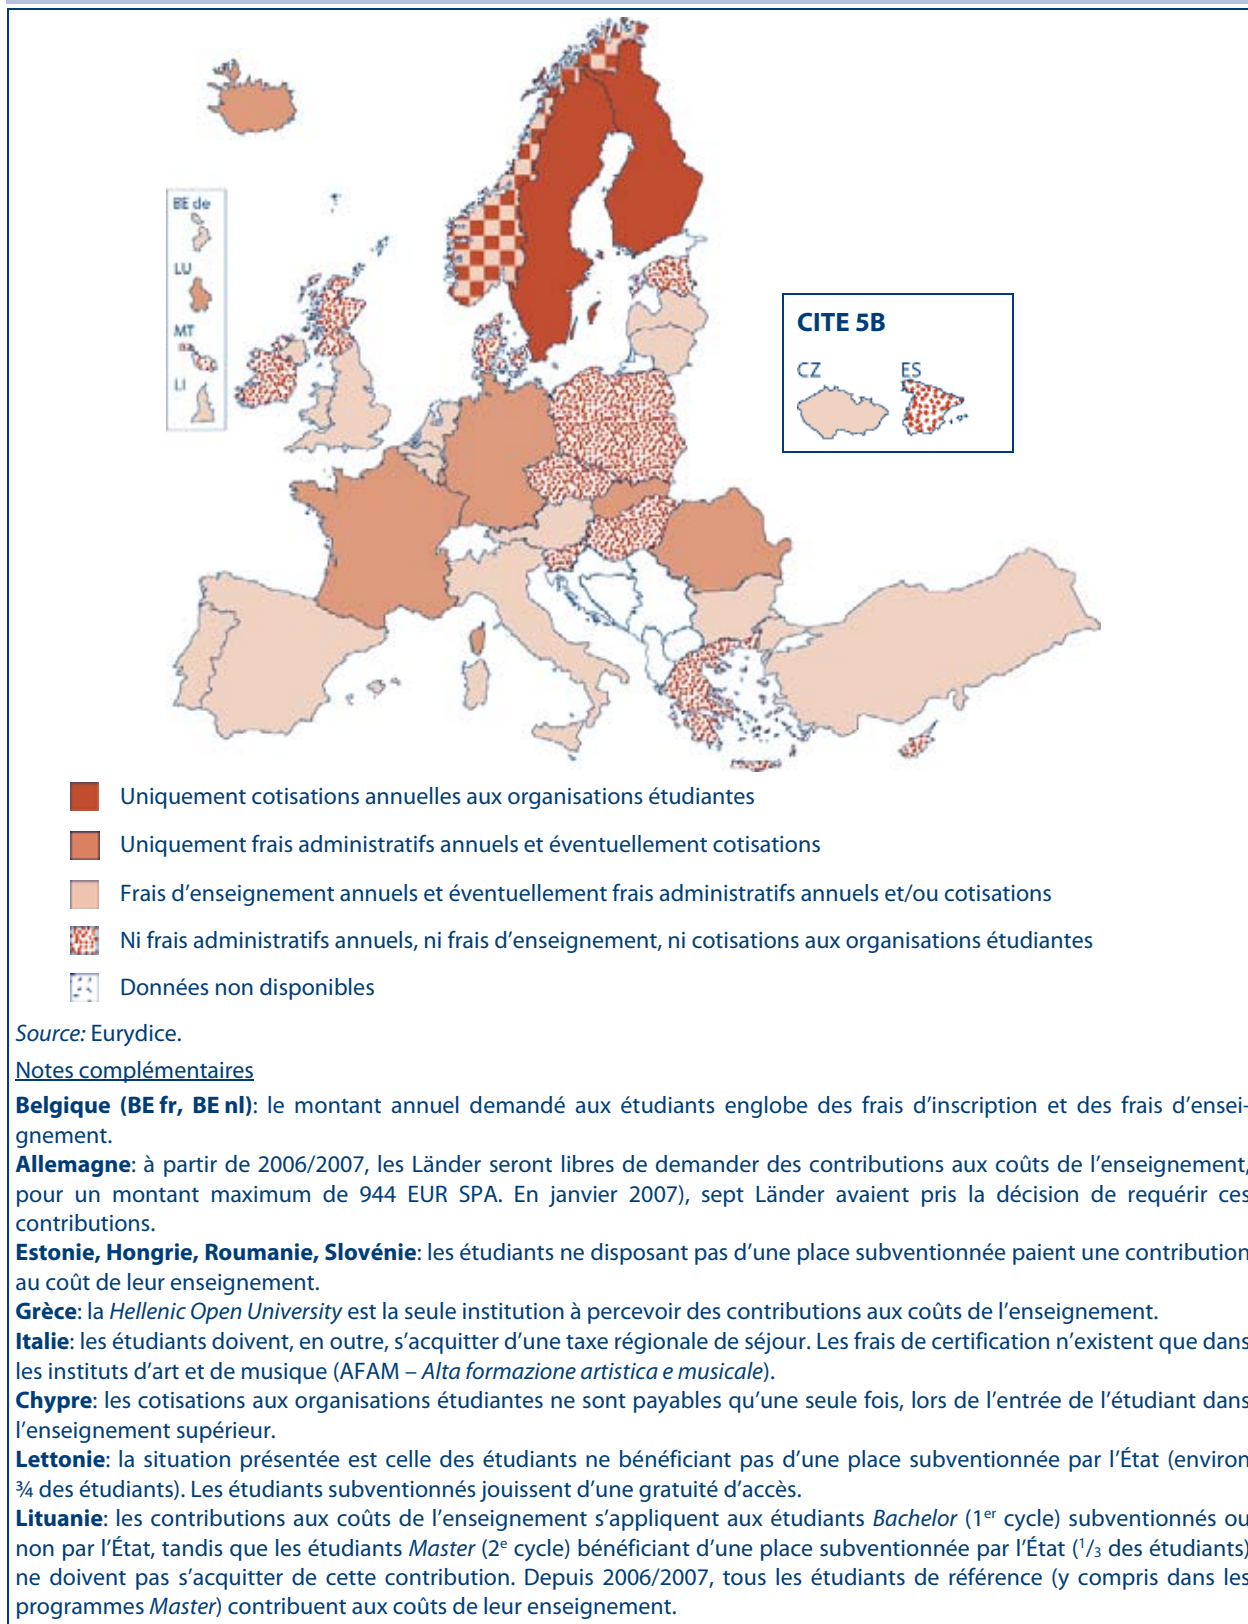 BE de
LU
MT
LI
CITE 5B
CZ
ES
Uniquement cotisations annuelles aux organisations étudiantes
Uniquement frais administratifs annuels et éventuellement cotisations
Frais d'enseignement annuels et éventuellement frais administratifs annuels et/ou cotisations
Ni frais administratifs annuels, ni frais d'enseignement, ni cotisations aux organisations étudiantes
Données non disponibles
Source: Eurydice.
Notes complémentaires
Belgique (BE fr, BE nl): le montant annuel demandé aux étudiants englobe des frais d'inscription et des frais d'ensei-
gnement.
Allemagne: à partir de 2006/2007, les Länder seront libres de demander des contributions aux coûts de l'enseignement,
pour un montant maximum de 944 EUR SPA. En janvier 2007), sept Länder avaient pris la décision de requérir ces
contributions.
Estonie, Hongrie, Roumanie, Slovénie: les étudiants ne disposant pas d'une place subventionnée paient une contribution
au coût de leur enseignement.
Grèce: la Hellenic Open University est la seule institution à percevoir des contributions aux coûts de l'enseignement.
Italie: les étudiants doivent, en outre, s'acquitter d'une taxe régionale de séjour. Les frais de certification n'existent que dans
les instituts d'art et de musique (AFAM – Alta formazione artistica e musicale).
Chypre: les cotisations aux organisations étudiantes ne sont payables qu'une seule fois, lors de l'entrée de l'étudiant dans
l'enseignement supérieur.
Lettonie: la situation présentée est celle des étudiants ne bénéficiant pas d'une place subventionnée par l'État (environ
¾ des étudiants). Les étudiants subventionnés jouissent d'une gratuité d'accès.
Lituanie: les contributions aux coûts de l'enseignement s'appliquent aux étudiants Bachelor (1er cycle) subventionnés ou
non par l'État, tandis que les étudiants Master (2e cycle) bénéficiant d'une place subventionnée par l'État (1/3 des étudiants)
ne doivent pas s'acquitter de cette contribution. Depuis 2006/2007, tous les étudiants de référence (y compris dans les
programmes Master) contribuent aux coûts de leur enseignement.